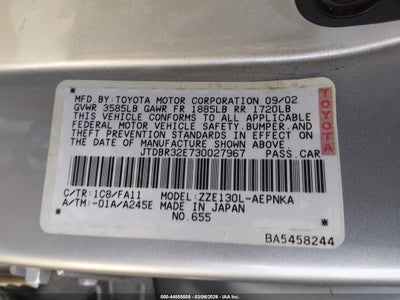 MFD.BY:TOYOTA MOTOR CORPORATION 09/02
GVWR 3585LB GAWR FR 1885LB RR 1720LB
THIS VEHICLE CONFORMS TO ALL APPLICABLE
FEDERAL MOTOR VEHICLE SAFETY,BUMPER,AND
THEFT PREVENTION STANDARDS IN EFFECT ON
THE DATE OF MANUFACTURE SHOWN ABOVE.
JTDBR32E730027967 PASS.CAR
TOYOTA
C/TR:1C8/FA11 MODEL:ZZE130L-AEPNKA
A/TM:-01A/A245E MADE IN JAPAN
NO.655
BA5458244
000-44555505 - 03/06/2026 - IAA